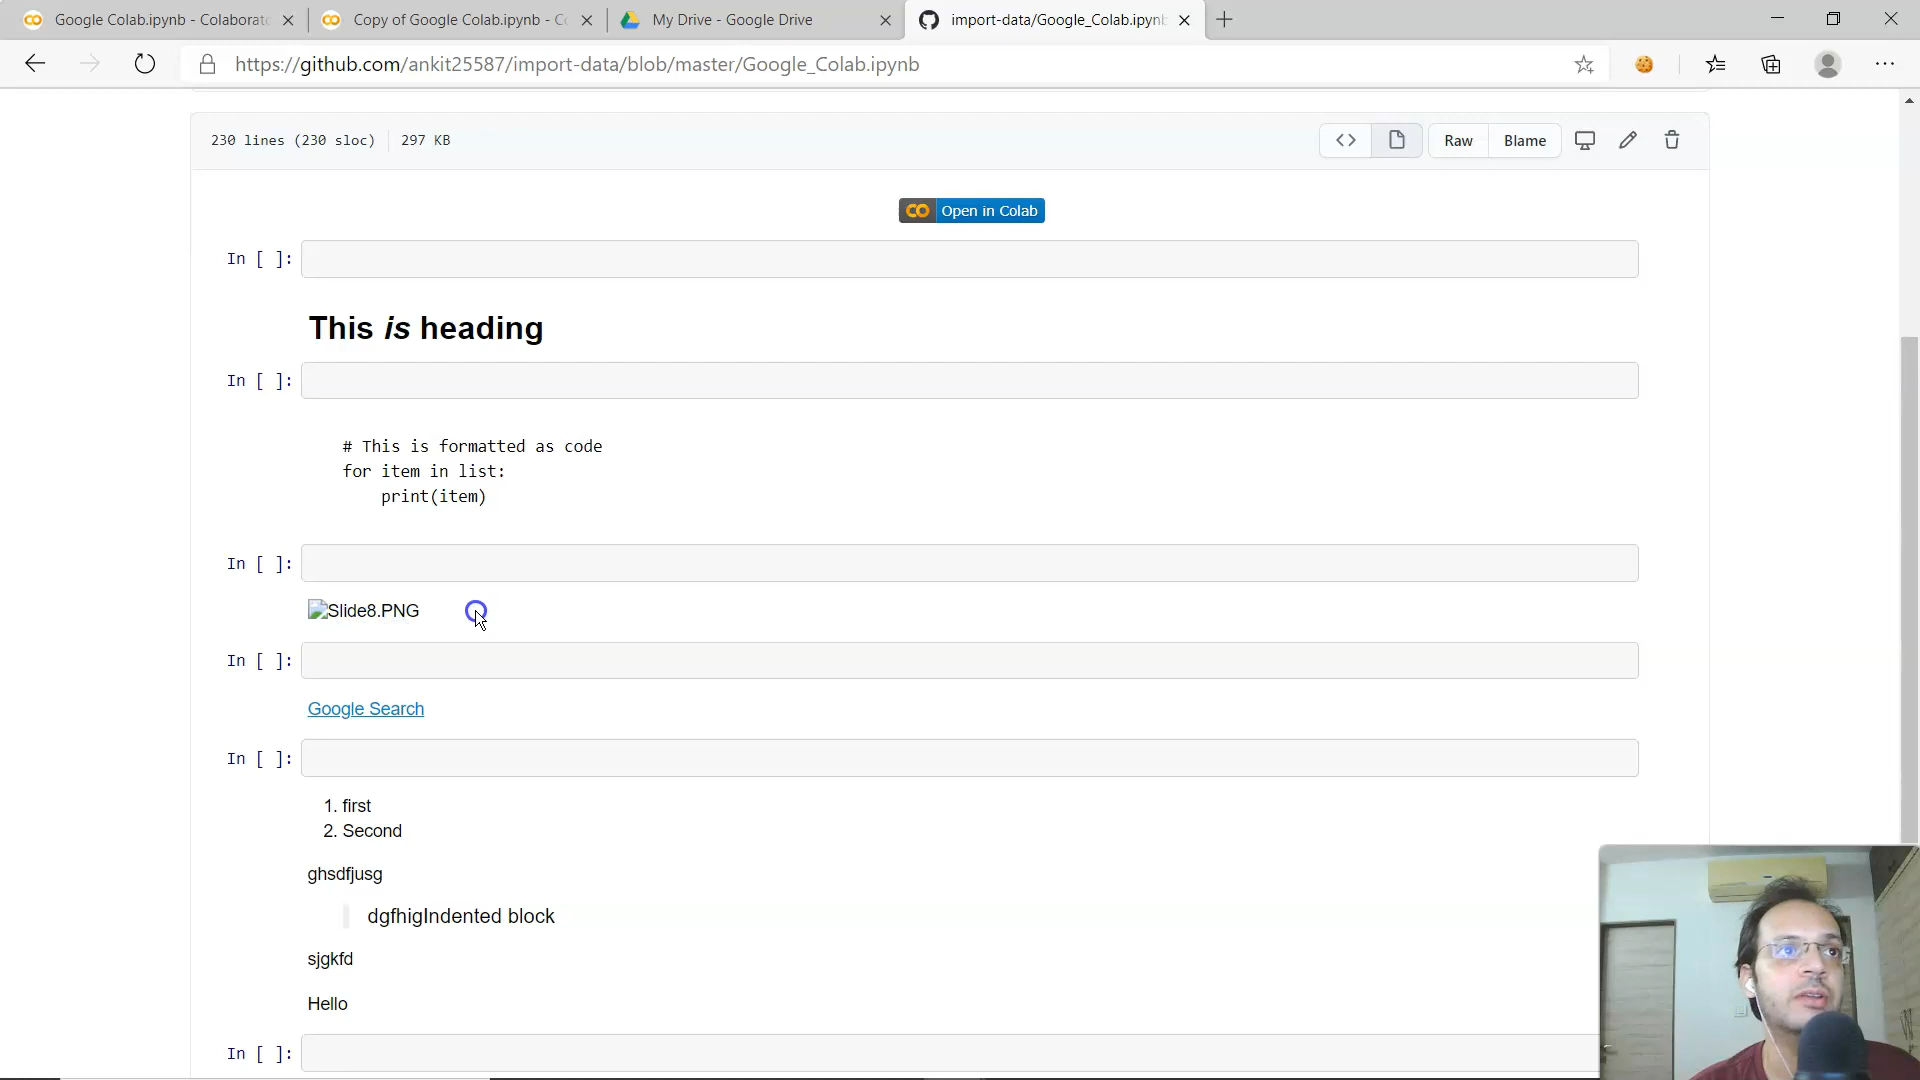 Google Colab.ipynb - Colaborat
Copy of Google Colab.ipynb - C
My Drive - Google Drive
import-data/Google_Colab.ipynb
https://github.com/ankit25587/import-data/blob/master/Google_Colab.ipynb
230 lines (230 sloc) 297 KB
Raw
Blame
Open in Colab
In [ ]:
This is heading
In [ ]:
# This is formatted as code
for item in list:
print(item)
In [ ]:
Slide8.PNG
In [ ]:
Google Search
In [ ]:
1. first
2. Second
ghsdfjusg
dgfhigIndented block
sjgkfd
Hello
In [ ]: